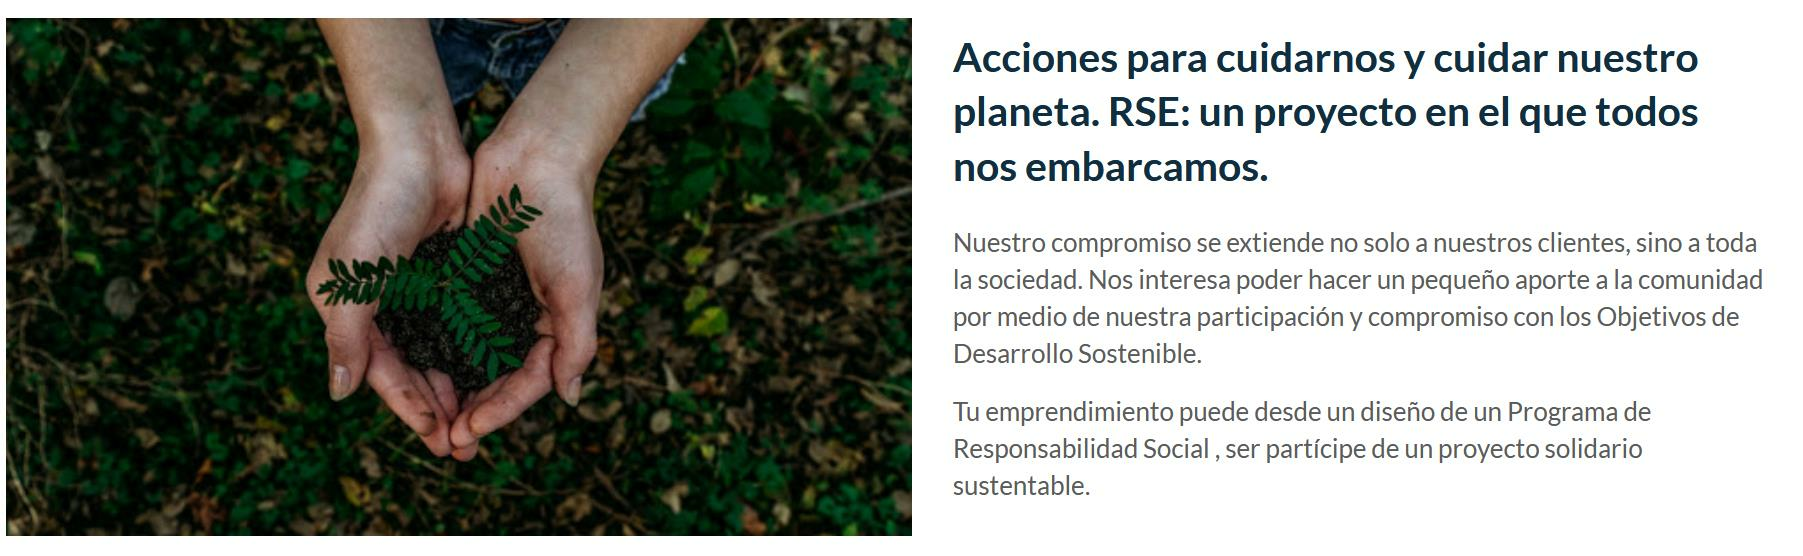 Acciones para cuidarnos y cuidar nuestro
planeta. RSE: un proyecto en el que todos
nos embarcamos.
Nuestro compromiso se extiende no solo a nuestros clientes, sino a toda
la sociedad. Nos interesa poder hacer un pequeño aporte a la comunidad
por medio de nuestra participación y compromiso con los Objetivos de
Desarrollo Sostenible.
Tu emprendimiento puede desde un diseño de un Programa de
Responsabilidad Social , ser partícipe de un proyecto solidario
sustentable.